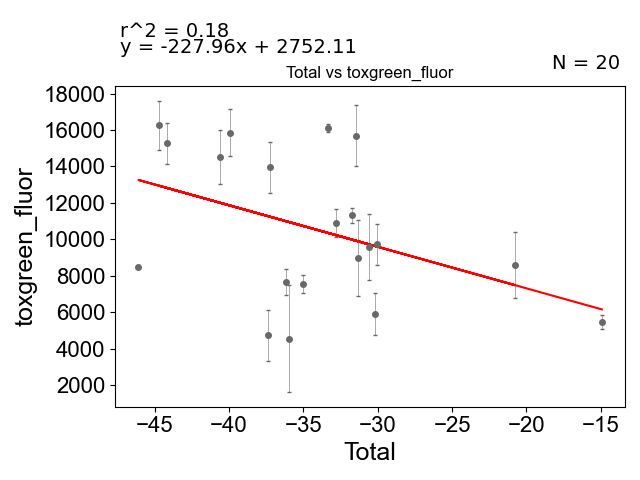 r^2 = 0.18
y = -227.96x + 2752.11
N = 20
Total vs toxgreen_fluor
18000
16000
14000
12000
10000
8000
6000
4000
2000
toxgreen_fluor
−45
−40
−35
−30
−25
−20
−15
Total